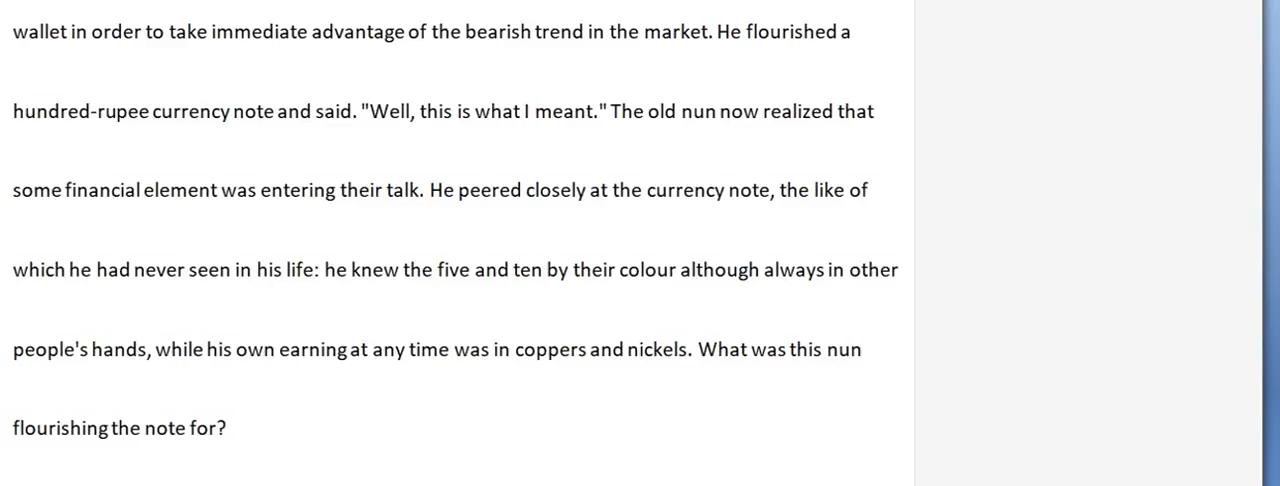 wallet in order to take immediate advantage of the bearish trend in the market. He flourished a
hundred-rupee currency note and said. "Well, this is what I meant." The old nun now realized that
some financial element was entering their talk. He peered closely at the currency note, the like of
which he had never seen in his life: he knew the five and ten by their colour although always in other
people's hands, while his own earning at any time was in coppers and nickels. What was this nun
flourishing the note for?